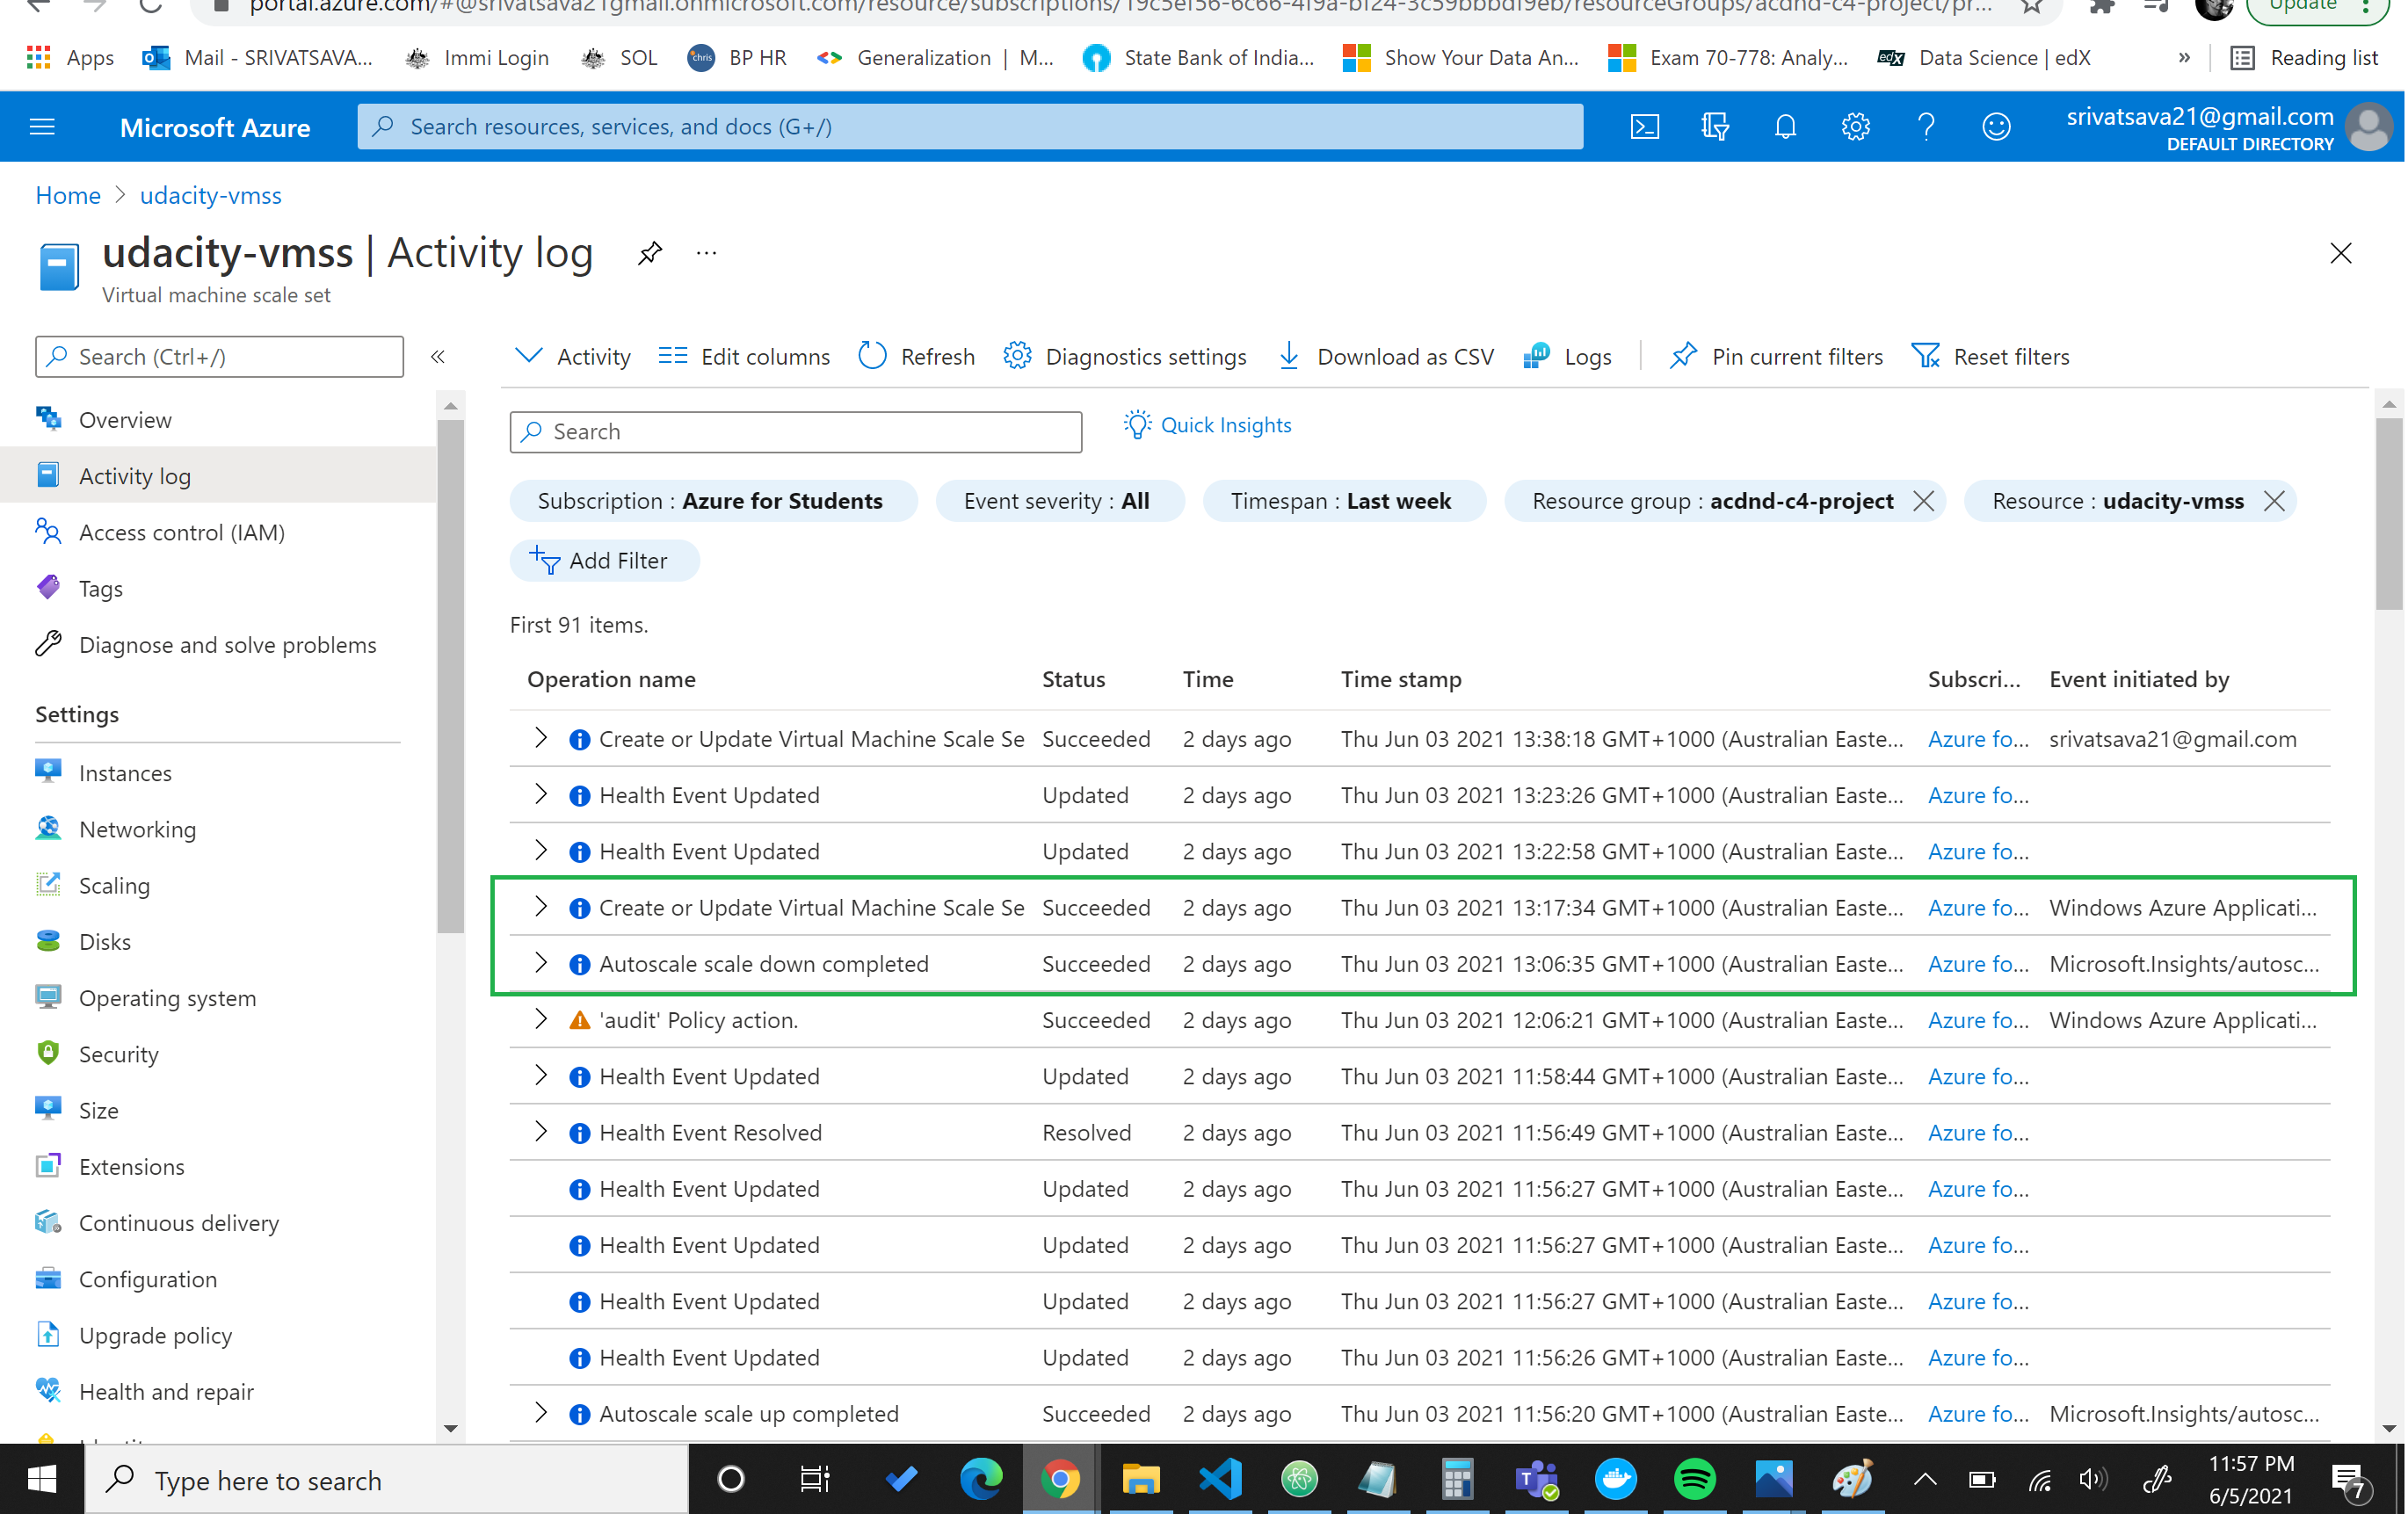 portal.azure.com/#@srivatsava21gmail.onmicrosoft.com/resource/subscriptions/
Update
Apps Mail - SRIVATSAVA... Immi Login SOL BP HR Generalization | M... State Bank of India... Show Your Data An... Exam 70-778: Analy... Data Science | edX » Reading list
Microsoft Azure Search resources, services, and docs (G+/) srivatsava21@gmail.com
DEFAULT DIRECTORY
Home > udacity-vmss
udacity-vmss | Activity log ...
Virtual machine scale set
Search (Ctrl+/) «
Activity Edit columns Refresh Diagnostics settings Download as CSV Logs Pin current filters Reset filters
Overview
Activity log
Access control (IAM)
Tags
Diagnose and solve problems
Settings
Instances
Networking
Scaling
Disks
Operating system
Security
Size
Extensions
Continuous delivery
Configuration
Upgrade policy
Health and repair
Search Quick Insights
Subscription : Azure for Students Event severity : All Timespan : Last week Resource group : acdnd-c4-project Resource : udacity-vmss
Add Filter
First 91 items.
Operation name Status Time Time stamp Subscri... Event initiated by
Create or Update Virtual Machine Scale Se Succeeded 2 days ago Thu Jun 03 2021 13:38:18 GMT+1000 (Australian Easte... Azure fo... srivatsava21@gmail.com
Health Event Updated Updated 2 days ago Thu Jun 03 2021 13:23:26 GMT+1000 (Australian Easte... Azure fo...
Health Event Updated Updated 2 days ago Thu Jun 03 2021 13:22:58 GMT+1000 (Australian Easte... Azure fo...
Create or Update Virtual Machine Scale Se Succeeded 2 days ago Thu Jun 03 2021 13:17:34 GMT+1000 (Australian Easte... Azure fo... Windows Azure Applicati...
Autoscale scale down completed Succeeded 2 days ago Thu Jun 03 2021 13:06:35 GMT+1000 (Australian Easte... Azure fo... Microsoft.Insights/autosc...
'audit' Policy action. Succeeded 2 days ago Thu Jun 03 2021 12:06:21 GMT+1000 (Australian Easte... Azure fo... Windows Azure Applicati...
Health Event Updated Updated 2 days ago Thu Jun 03 2021 11:58:44 GMT+1000 (Australian Easte... Azure fo...
Health Event Resolved Resolved 2 days ago Thu Jun 03 2021 11:56:49 GMT+1000 (Australian Easte... Azure fo...
Health Event Updated Updated 2 days ago Thu Jun 03 2021 11:56:27 GMT+1000 (Australian Easte... Azure fo...
Health Event Updated Updated 2 days ago Thu Jun 03 2021 11:56:27 GMT+1000 (Australian Easte... Azure fo...
Health Event Updated Updated 2 days ago Thu Jun 03 2021 11:56:27 GMT+1000 (Australian Easte... Azure fo...
Health Event Updated Updated 2 days ago Thu Jun 03 2021 11:56:26 GMT+1000 (Australian Easte... Azure fo...
Autoscale scale up completed Succeeded 2 days ago Thu Jun 03 2021 11:56:20 GMT+1000 (Australian Easte... Azure fo... Microsoft.Insights/autosc...
Type here to search
11:57 PM
6/5/2021
7